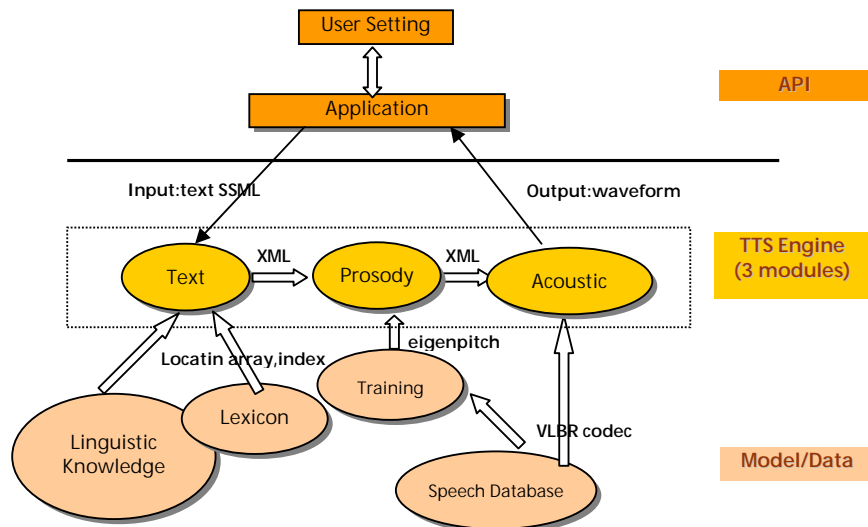 User Setting
Application
API
Input:text SSML
Output:waveform
Text
XML
Prosody
XML
Acoustic
TTS Engine
(3 modules)
Locatin array,index
eigenpitch
Linguistic
Knowledge
Lexicon
Training
VLBR codec
Speech Database
Model/Data